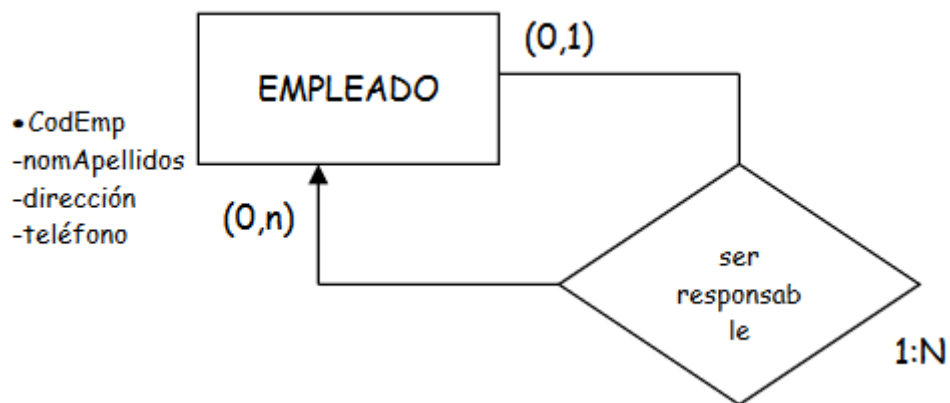 (0,1)
EMPLEADO
•CodEmp
-nomApellidos
-dirección
-teléfono
(0,n)
ser
responsab
le
1:N